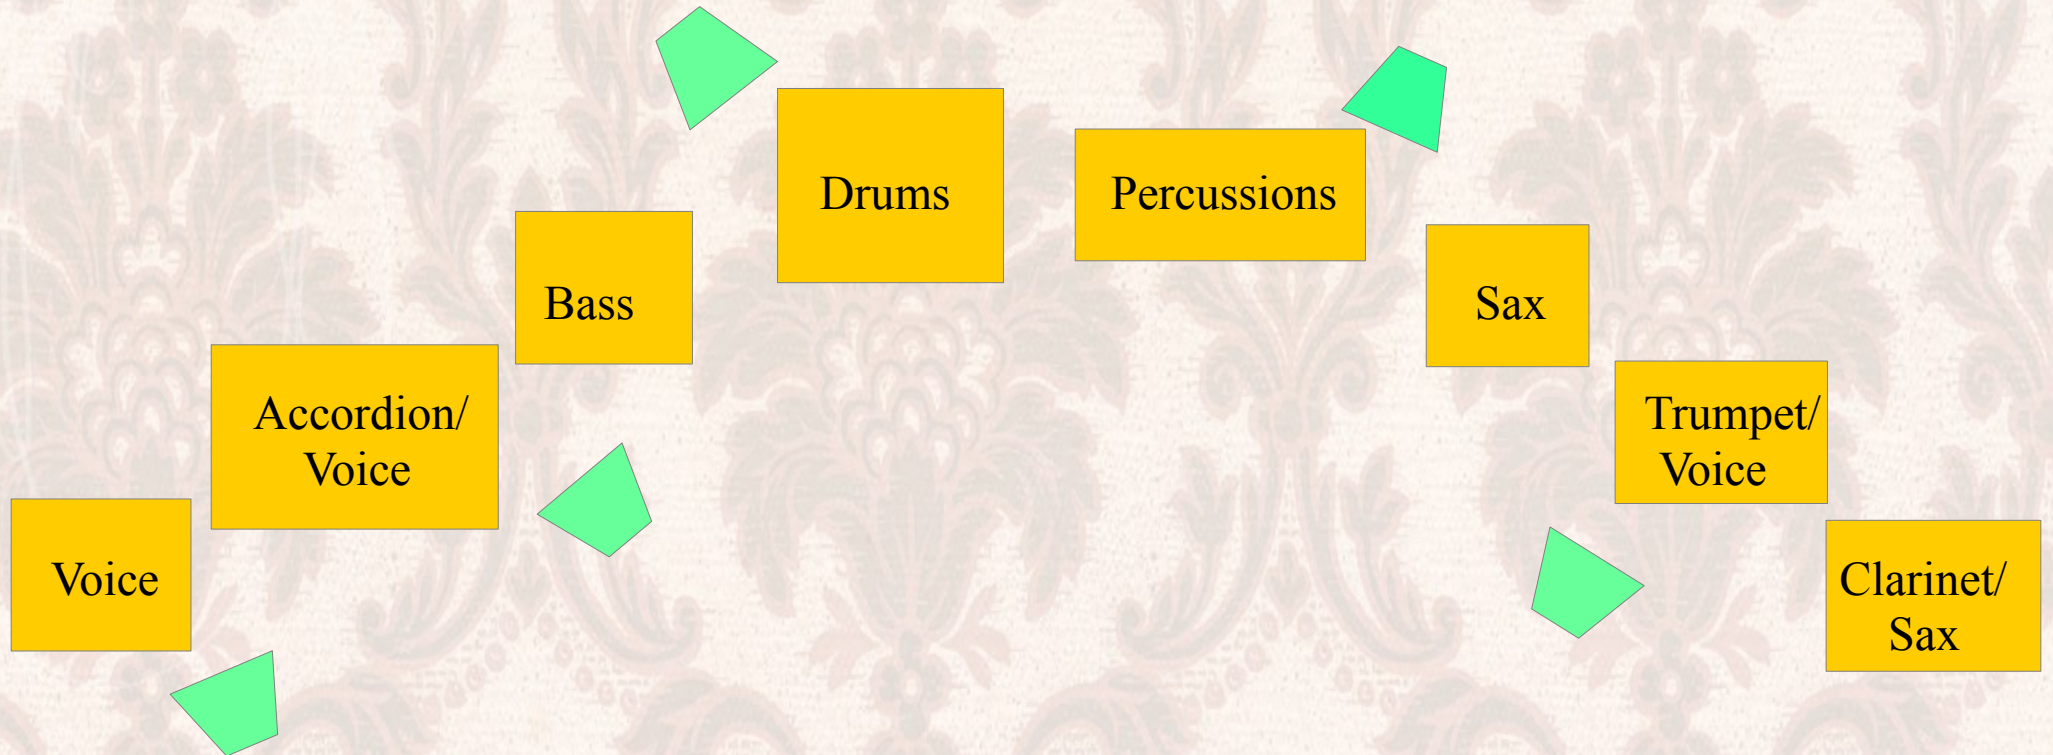 Drums
Percussions
Bass
Sax
Accordion/
Voice
Trumpet/
Voice
Voice
Clarinet/
Sax